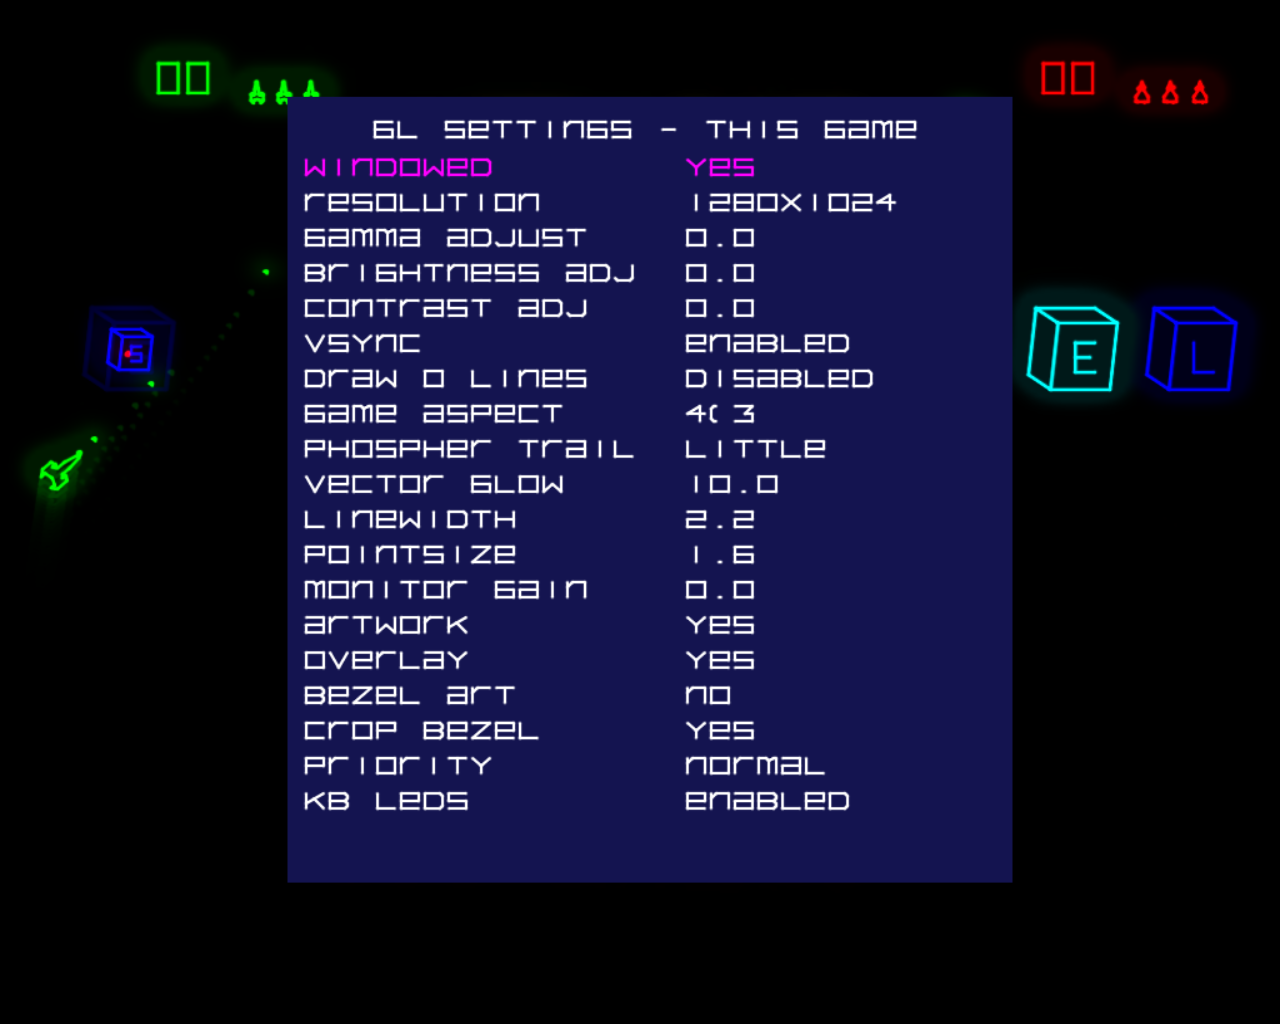 00 00
GL SETTINGS - THIS GAME
WINDOWED YES
RESOLUTION 1280X1024
GAMMA ADJUST 0.0
BRIGHTNESS ADJ 0.0
CONTRAST ADJ 0.0
VSYNC ENABLED
DRAW 0 LINES DISABLED
GAME ASPECT 4( 3
PHOSPHER TRAIL LITTLE
VECTOR GLOW 10.0
LINEWIDTH 2.2
POINTSIZE 1.6
MONITOR GAIN 0.0
ARTWORK YES
OVERLAY YES
BEZEL ART NO
CROP BEZEL YES
PRIORITY NORMAL
KB LEDS ENABLED
S E L